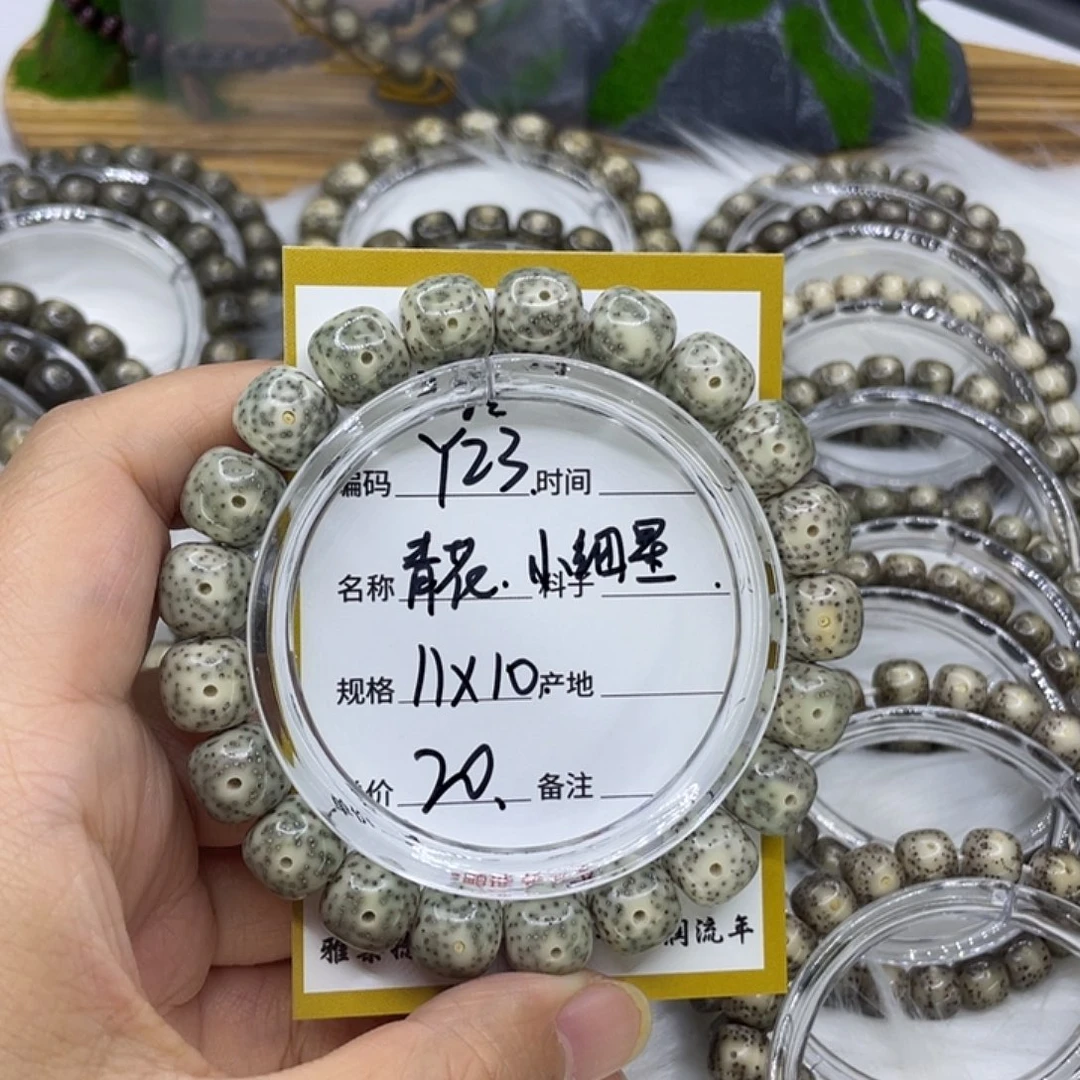 编码 Y23. 时间
名称 青花. 小细星 . 料子
规格 11X10. 产地
价 20、 备注
流年